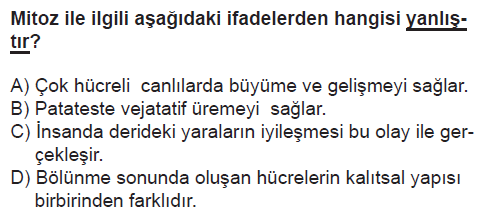 Mitoz ile ilgili aşağıdaki ifadelerden hangisi yanlış-
tır?
A) Çok hücreli canlılarda büyüme ve gelişmeyi sağlar.
B) Patateste vejatatif üremeyi sağlar.
C) İnsanda derideki yaraların iyileşmesi bu olay ile ger-
çekleşir.
D) Bölünme sonunda oluşan hücrelerin kalıtsal yapısı
birbirinden farklıdır.